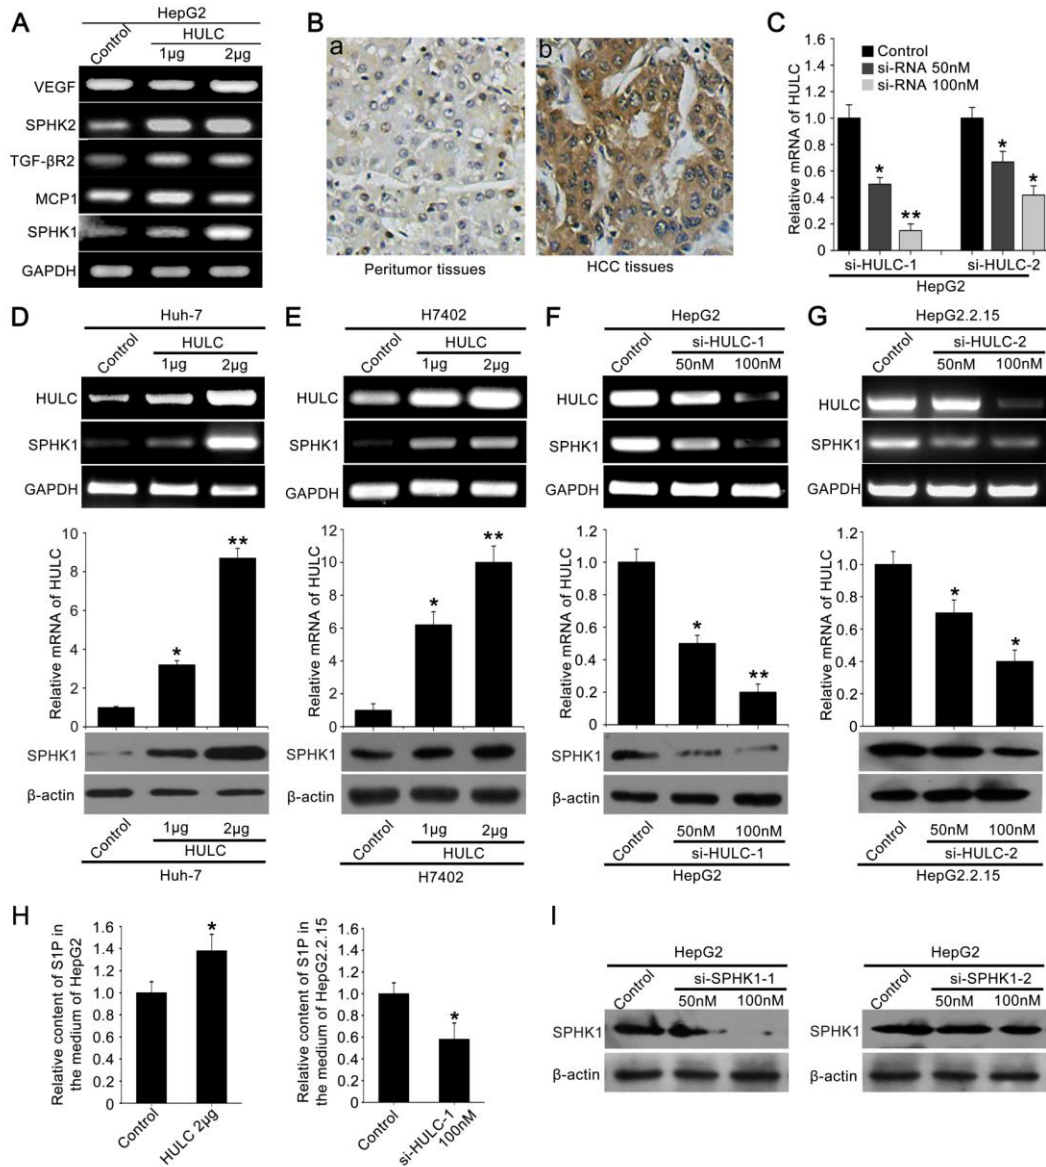 A
HepG2
Control
HULC
1μg 2μg
VEGF
SPHK2
TGF-βR2
MCP1
SPHK1
GAPDH
B
a
b
Peritumor tissues
HCC tissues
C
Control
si-RNA 50nM
si-RNA 100nM
Relative mRNA of HULC
1.6
1.4
1.2
1.0
0.8
0.6
0.4
0.2
0
*
**
*
*
si-HULC-1
si-HULC-2
HepG2
D
Huh-7
Control
HULC
1μg 2μg
HULC
SPHK1
GAPDH
Relative mRNA of HULC
10
8
6
4
2
0
*
**
SPHK1
β-actin
Control
1μg 2μg
HULC
Huh-7
E
H7402
Control
HULC
1μg 2μg
HULC
SPHK1
GAPDH
Relative mRNA of HULC
12
10
8
6
4
2
0
*
**
SPHK1
β-actin
Control
1μg 2μg
HULC
H7402
F
HepG2
Control
si-HULC-1
50nM 100nM
HULC
SPHK1
GAPDH
Relative mRNA of HULC
1.2
1.0
0.8
0.6
0.4
0.2
0
*
**
SPHK1
β-actin
Control
50nM 100nM
si-HULC-1
HepG2
G
HepG2.2.15
Control
si-HULC-2
50nM 100nM
HULC
SPHK1
GAPDH
Relative mRNA of HULC
1.2
1.0
0.8
0.6
0.4
0.2
0
*
*
Control
50nM 100nM
si-HULC-2
HepG2.2.15
H
Relative content of S1P in
the medium of HepG2
1.6
1.4
1.2
1.0
0.8
0.6
0.4
0.2
0
*
Control
HULC 2μg
Relative content of S1P in
the medium of HepG2.2.15
1.6
1.4
1.2
1.0
0.8
0.6
0.4
0.2
0
*
Control
si-HULC-1
100nM
I
HepG2
Control
si-SPHK1-1
50nM 100nM
SPHK1
β-actin
HepG2
Control
si-SPHK1-2
50nM 100nM
SPHK1
β-actin